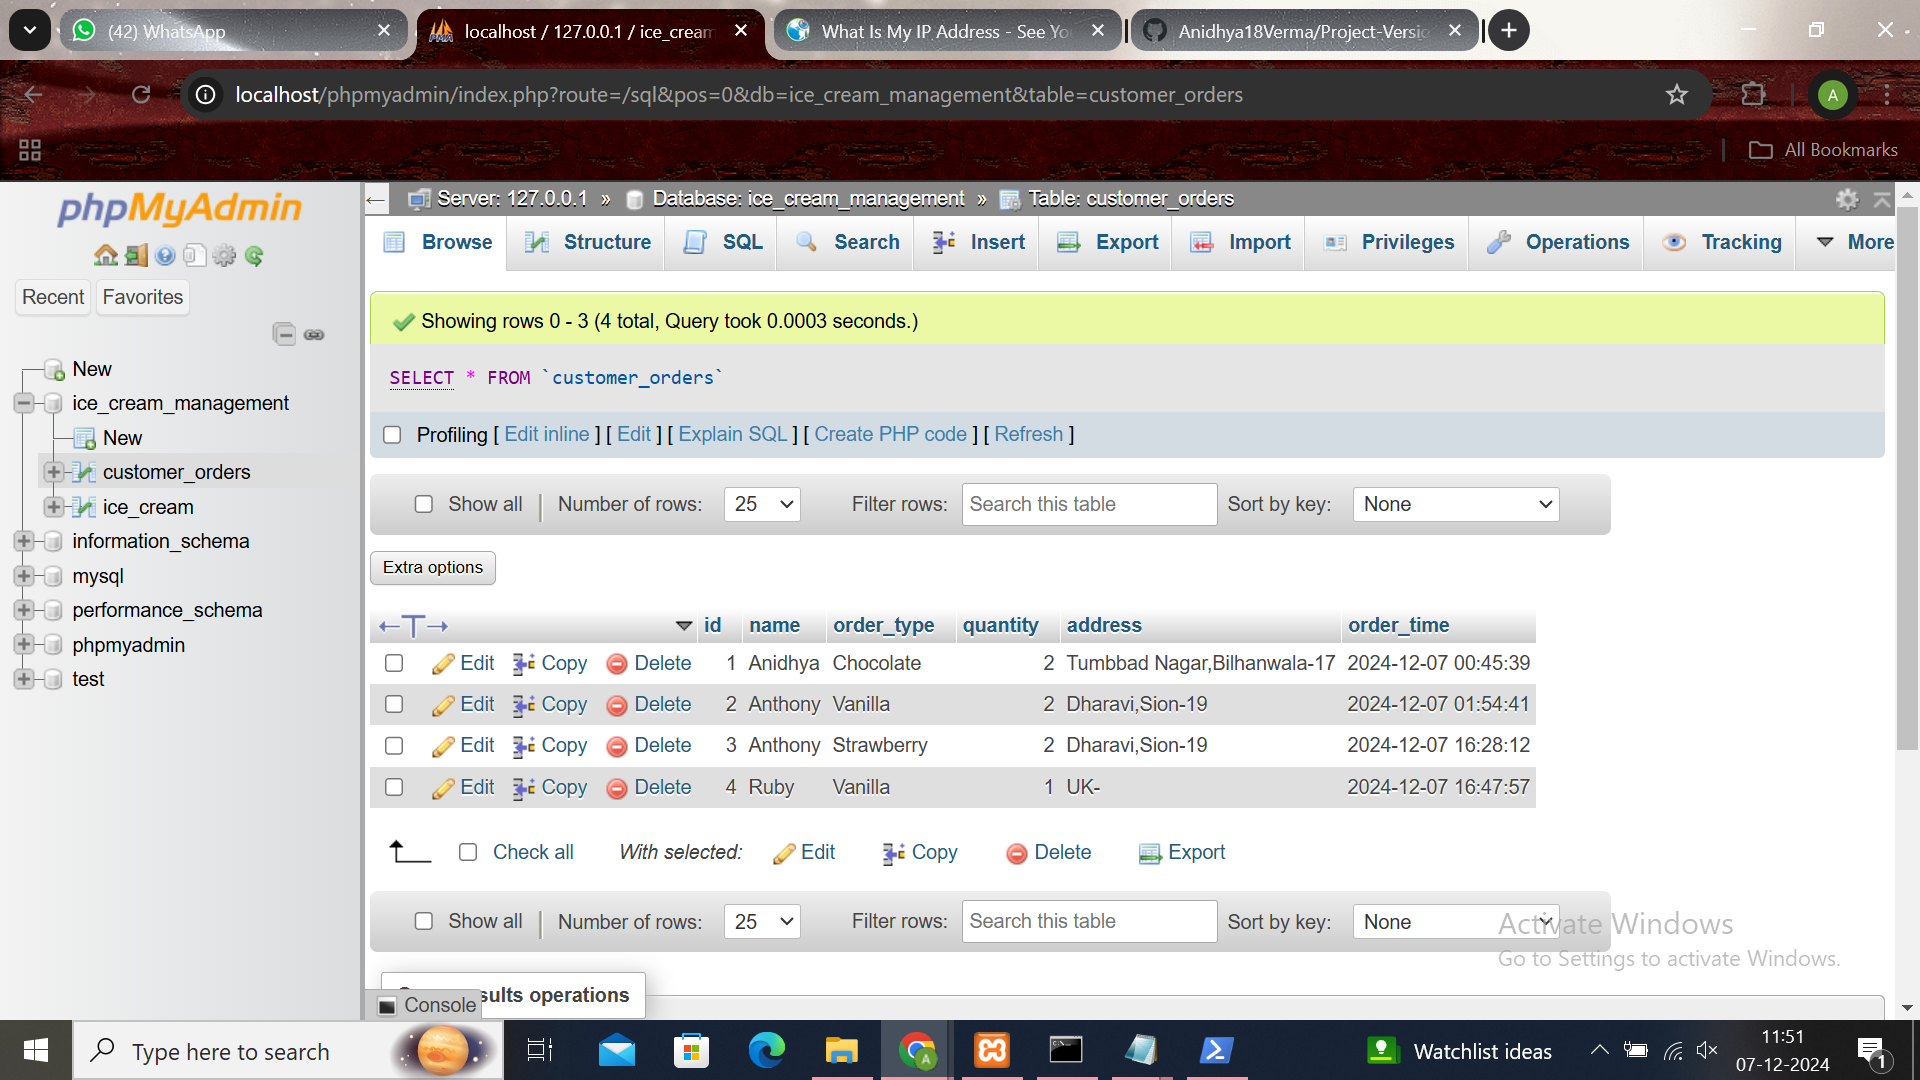 (42) WhatsApp
localhost / 127.0.0.1 / ice_cream
What Is My IP Address - See Yo
Anidhya18Verma/Project-Versio
localhost/phpmyadmin/index.php?route=/sql&pos=0&db=ice_cream_management&table=customer_orders
A
All Bookmarks
phpMyAdmin
Recent Favorites
New
ice_cream_management
New
customer_orders
ice_cream
information_schema
mysql
performance_schema
phpmyadmin
test
Server: 127.0.0.1 » Database: ice_cream_management » Table: customer_orders
Browse Structure SQL Search Insert Export Import Privileges Operations Tracking More
Showing rows 0 - 3 (4 total, Query took 0.0003 seconds.)
SELECT * FROM `customer_orders`
Profiling [ Edit inline ] [ Edit ] [ Explain SQL ] [ Create PHP code ] [ Refresh ]
Show all Number of rows: 25 Filter rows: Search this table Sort by key: None
Extra options
←T→ id name order_type quantity address order_time
Edit Copy Delete 1 Anidhya Chocolate 2 Tumbbad Nagar,Bilhanwala-17 2024-12-07 00:45:39
Edit Copy Delete 2 Anthony Vanilla 2 Dharavi,Sion-19 2024-12-07 01:54:41
Edit Copy Delete 3 Anthony Strawberry 2 Dharavi,Sion-19 2024-12-07 16:28:12
Edit Copy Delete 4 Ruby Vanilla 1 UK- 2024-12-07 16:47:57
Check all With selected: Edit Copy Delete Export
Show all Number of rows: 25 Filter rows: Search this table Sort by key: None
Activate Windows
Go to Settings to activate Windows.
sults operations
Console
Type here to search
A
Watchlist ideas
11:51
07-12-2024
1